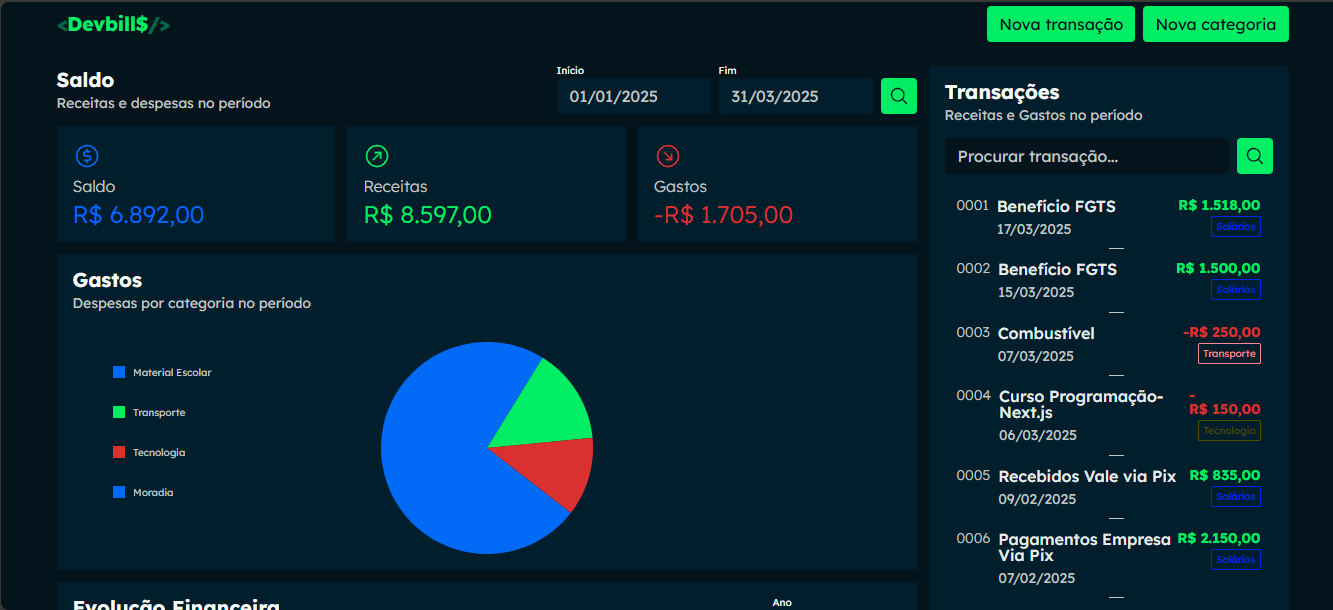 <Devbill$/>
Nova transação
Nova categoria
Saldo
Receitas e despesas no período
Início
01/01/2025
Fim
31/03/2025
Saldo
R$ 6.892,00
Receitas
R$ 8.597,00
Gastos
-R$ 1.705,00
Gastos
Despesas por categoria no período
Material Escolar
Transporte
Tecnologia
Moradia
Evolução Financeira
Ano
Transações
Receitas e Gastos no período
Procurar transação...
0001 Benefício FGTS R$ 1.518,00
17/03/2025 Salários
0002 Benefício FGTS R$ 1.500,00
15/03/2025 Salários
0003 Combustível -R$ 250,00
07/03/2025 Transporte
0004 Curso Programação- -
Next.js R$ 150,00
06/03/2025 Tecnologia
0005 Recebidos Vale via Pix R$ 835,00
09/02/2025 Salários
0006 Pagamentos Empresa R$ 2.150,00
Via Pix Salários
07/02/2025